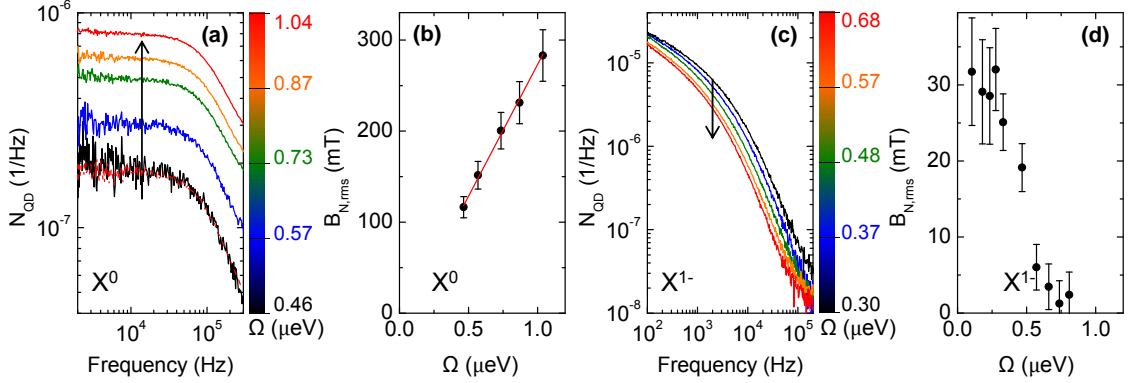 (a)
10⁻⁶
10⁻⁷
N_QD (1/Hz)
X⁰
10⁴ 10⁵
Frequency (Hz)
1.04
0.87
0.73
0.57
0.46
Ω (μeV)
(b)
300
200
100
0
B_N,rms (mT)
0.0 0.5 1.0
Ω (μeV)
(c)
10⁻⁵
10⁻⁶
10⁻⁷
10⁻⁸
N_QD (1/Hz)
X¹⁻
10² 10³ 10⁴ 10⁵
Frequency (Hz)
0.68
0.57
0.48
0.37
0.30
Ω (μeV)
(d)
30
20
10
0
B_N,rms (mT)
X¹⁻
0.0 0.5 1.0
Ω (μeV)